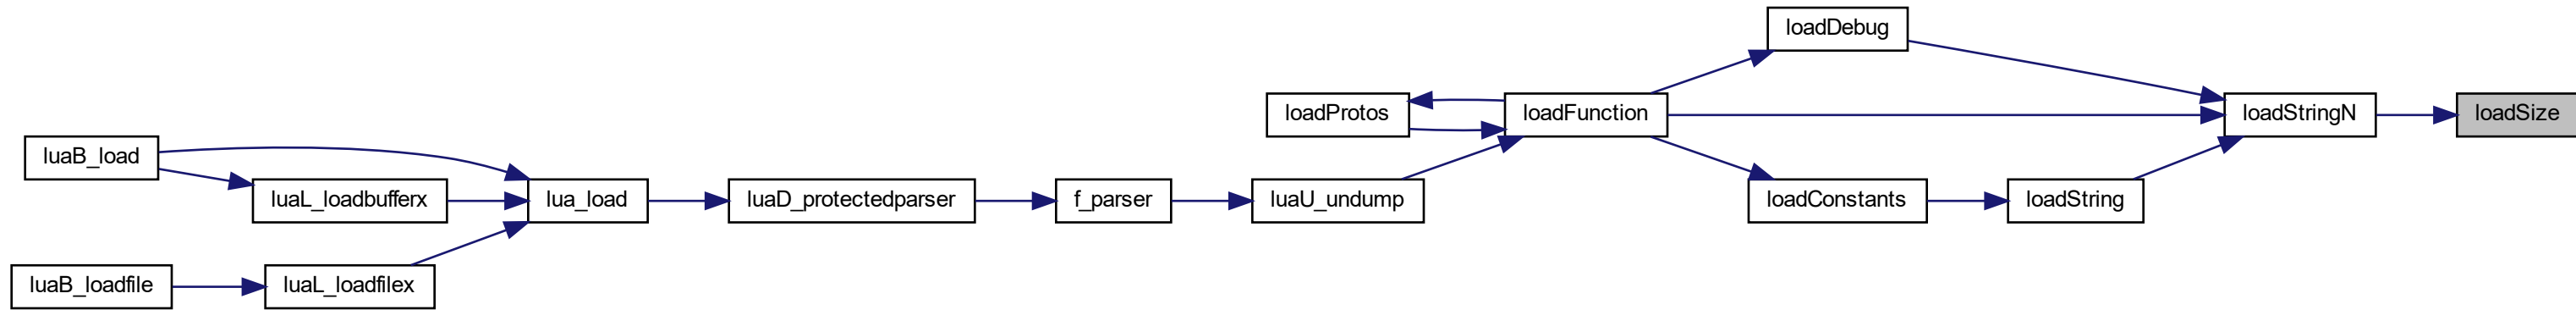 loadDebug
loadProtos
loadFunction
loadStringN
loadSize
luaB_load
luaL_loadbufferx
lua_load
luaD_protectedparser
f_parser
luaU_undump
loadConstants
loadString
luaB_loadfile
luaL_loadfilex